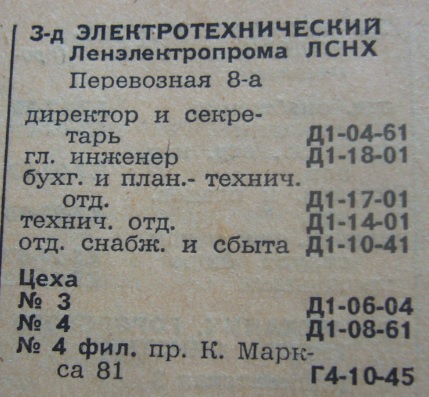 З-д ЭЛЕКТРОТЕХНИЧЕСКИЙ
Ленэлектропрома ЛСНХ
Перевозная 8-а
директор и секре-
тарь Д1-04-61
гл. инженер Д1-18-01
бухг. и план.- технич.
отд. Д1-17-01
технич. отд. Д1-14-01
отд. снабж. и сбыта Д1-10-41
Цеха
№ 3 Д1-06-04
№ 4 Д1-08-61
№ 4 фил. пр. К. Марк-
са 81 Г4-10-45